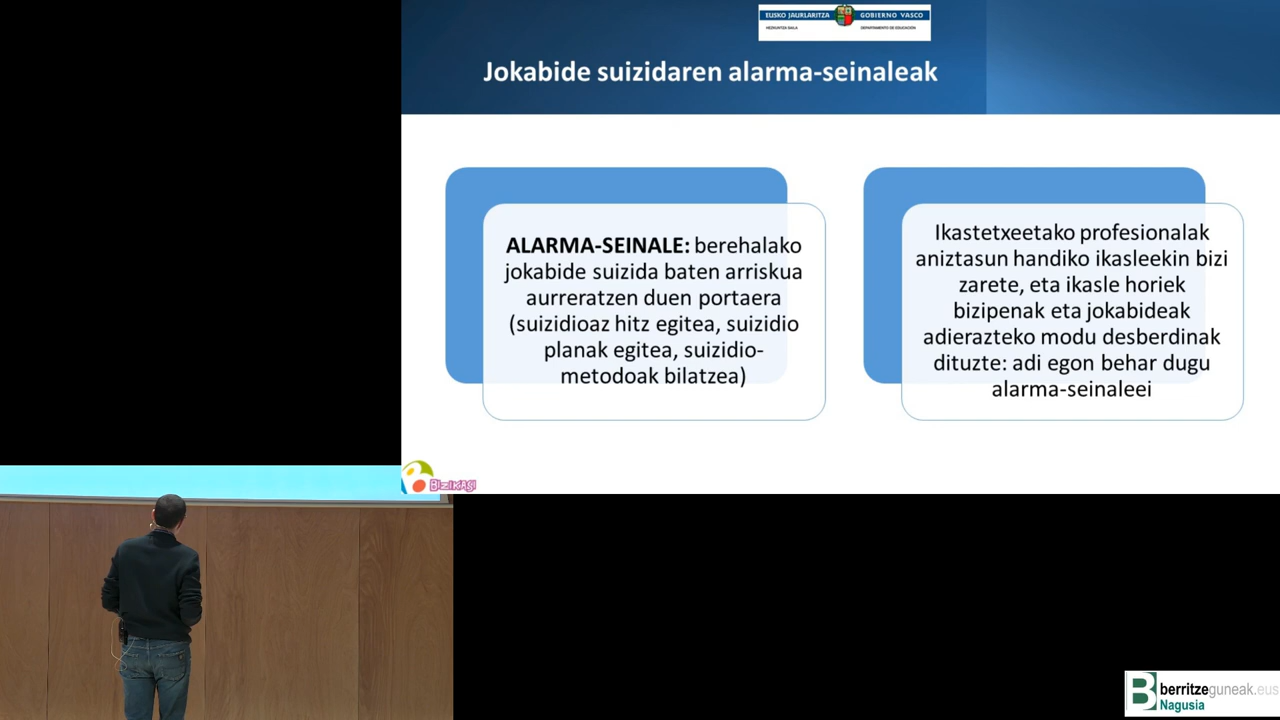 EUSKO JAURLARITZA
GOBIERNO VASCO
HEZKUNTZA SAILA
DEPARTAMENTO DE EDUCACIÓN
Jokabide suizidaren alarma-seinaleak
ALARMA-SEINALE: berehalako
jokabide suizida baten arriskua
aurreratzen duen portaera
(suizidioaz hitz egitea, suizidio
planak egitea, suizidio-
metodoak bilatzea)
Ikastetxeetako profesionalak
aniztasun handiko ikasleekin bizi
zarete, eta ikasle horiek
bizipenak eta jokabideak
adierazteko modu desberdinak
dituzte: adi egon behar dugu
alarma-seinaleei
BIZIKASI
berritzeguneak.eus
Nagusia